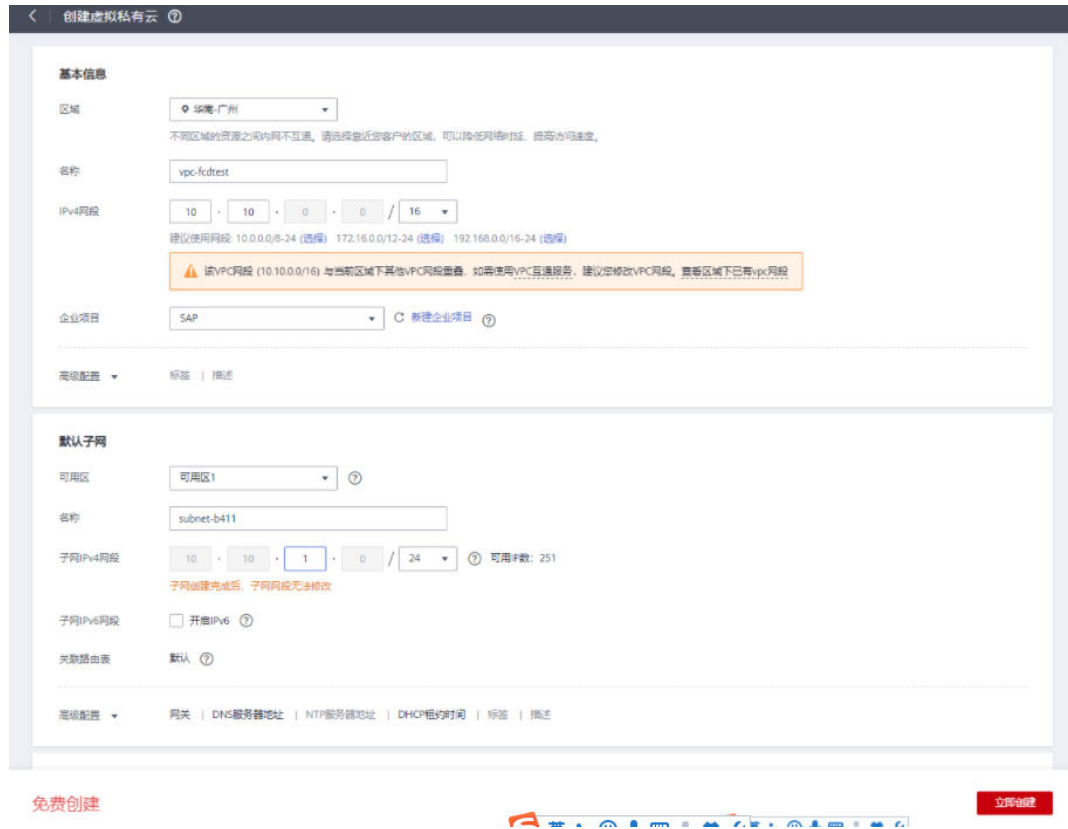 创建虚拟私有云
基本信息
区域 华南-广州
不同区域的资源之间内网不互通。请选择靠近您客户的区域，可以降低网络时延、提高访问速度。
名称 vpc-fcdtest
IPv4网段 10 . 10 . 0 . 0 / 16
建议使用网段: 10.0.0.0/8-24 (选择) 172.16.0.0/12-24 (选择) 192.168.0.0/16-24 (选择)
该VPC网段 (10.10.0.0/16) 与当前区域下其他VPC网段重叠，如需使用VPC互通服务，建议您修改VPC网段。查看区域下已有vpc网段
企业项目 SAP 新建企业项目
高级配置 标签 | 描述
默认子网
可用区 可用区1
名称 subnet-b411
子网IPv4网段 10 . 10 . 1 . 0 / 24 可用IP数: 251
子网创建完成后，子网网段无法修改
子网IPv6网段 开启IPv6
关联路由表 默认
高级配置 网关 | DNS服务器地址 | NTP服务器地址 | DHCP租约时间 | 标签 | 描述
免费创建 立即创建